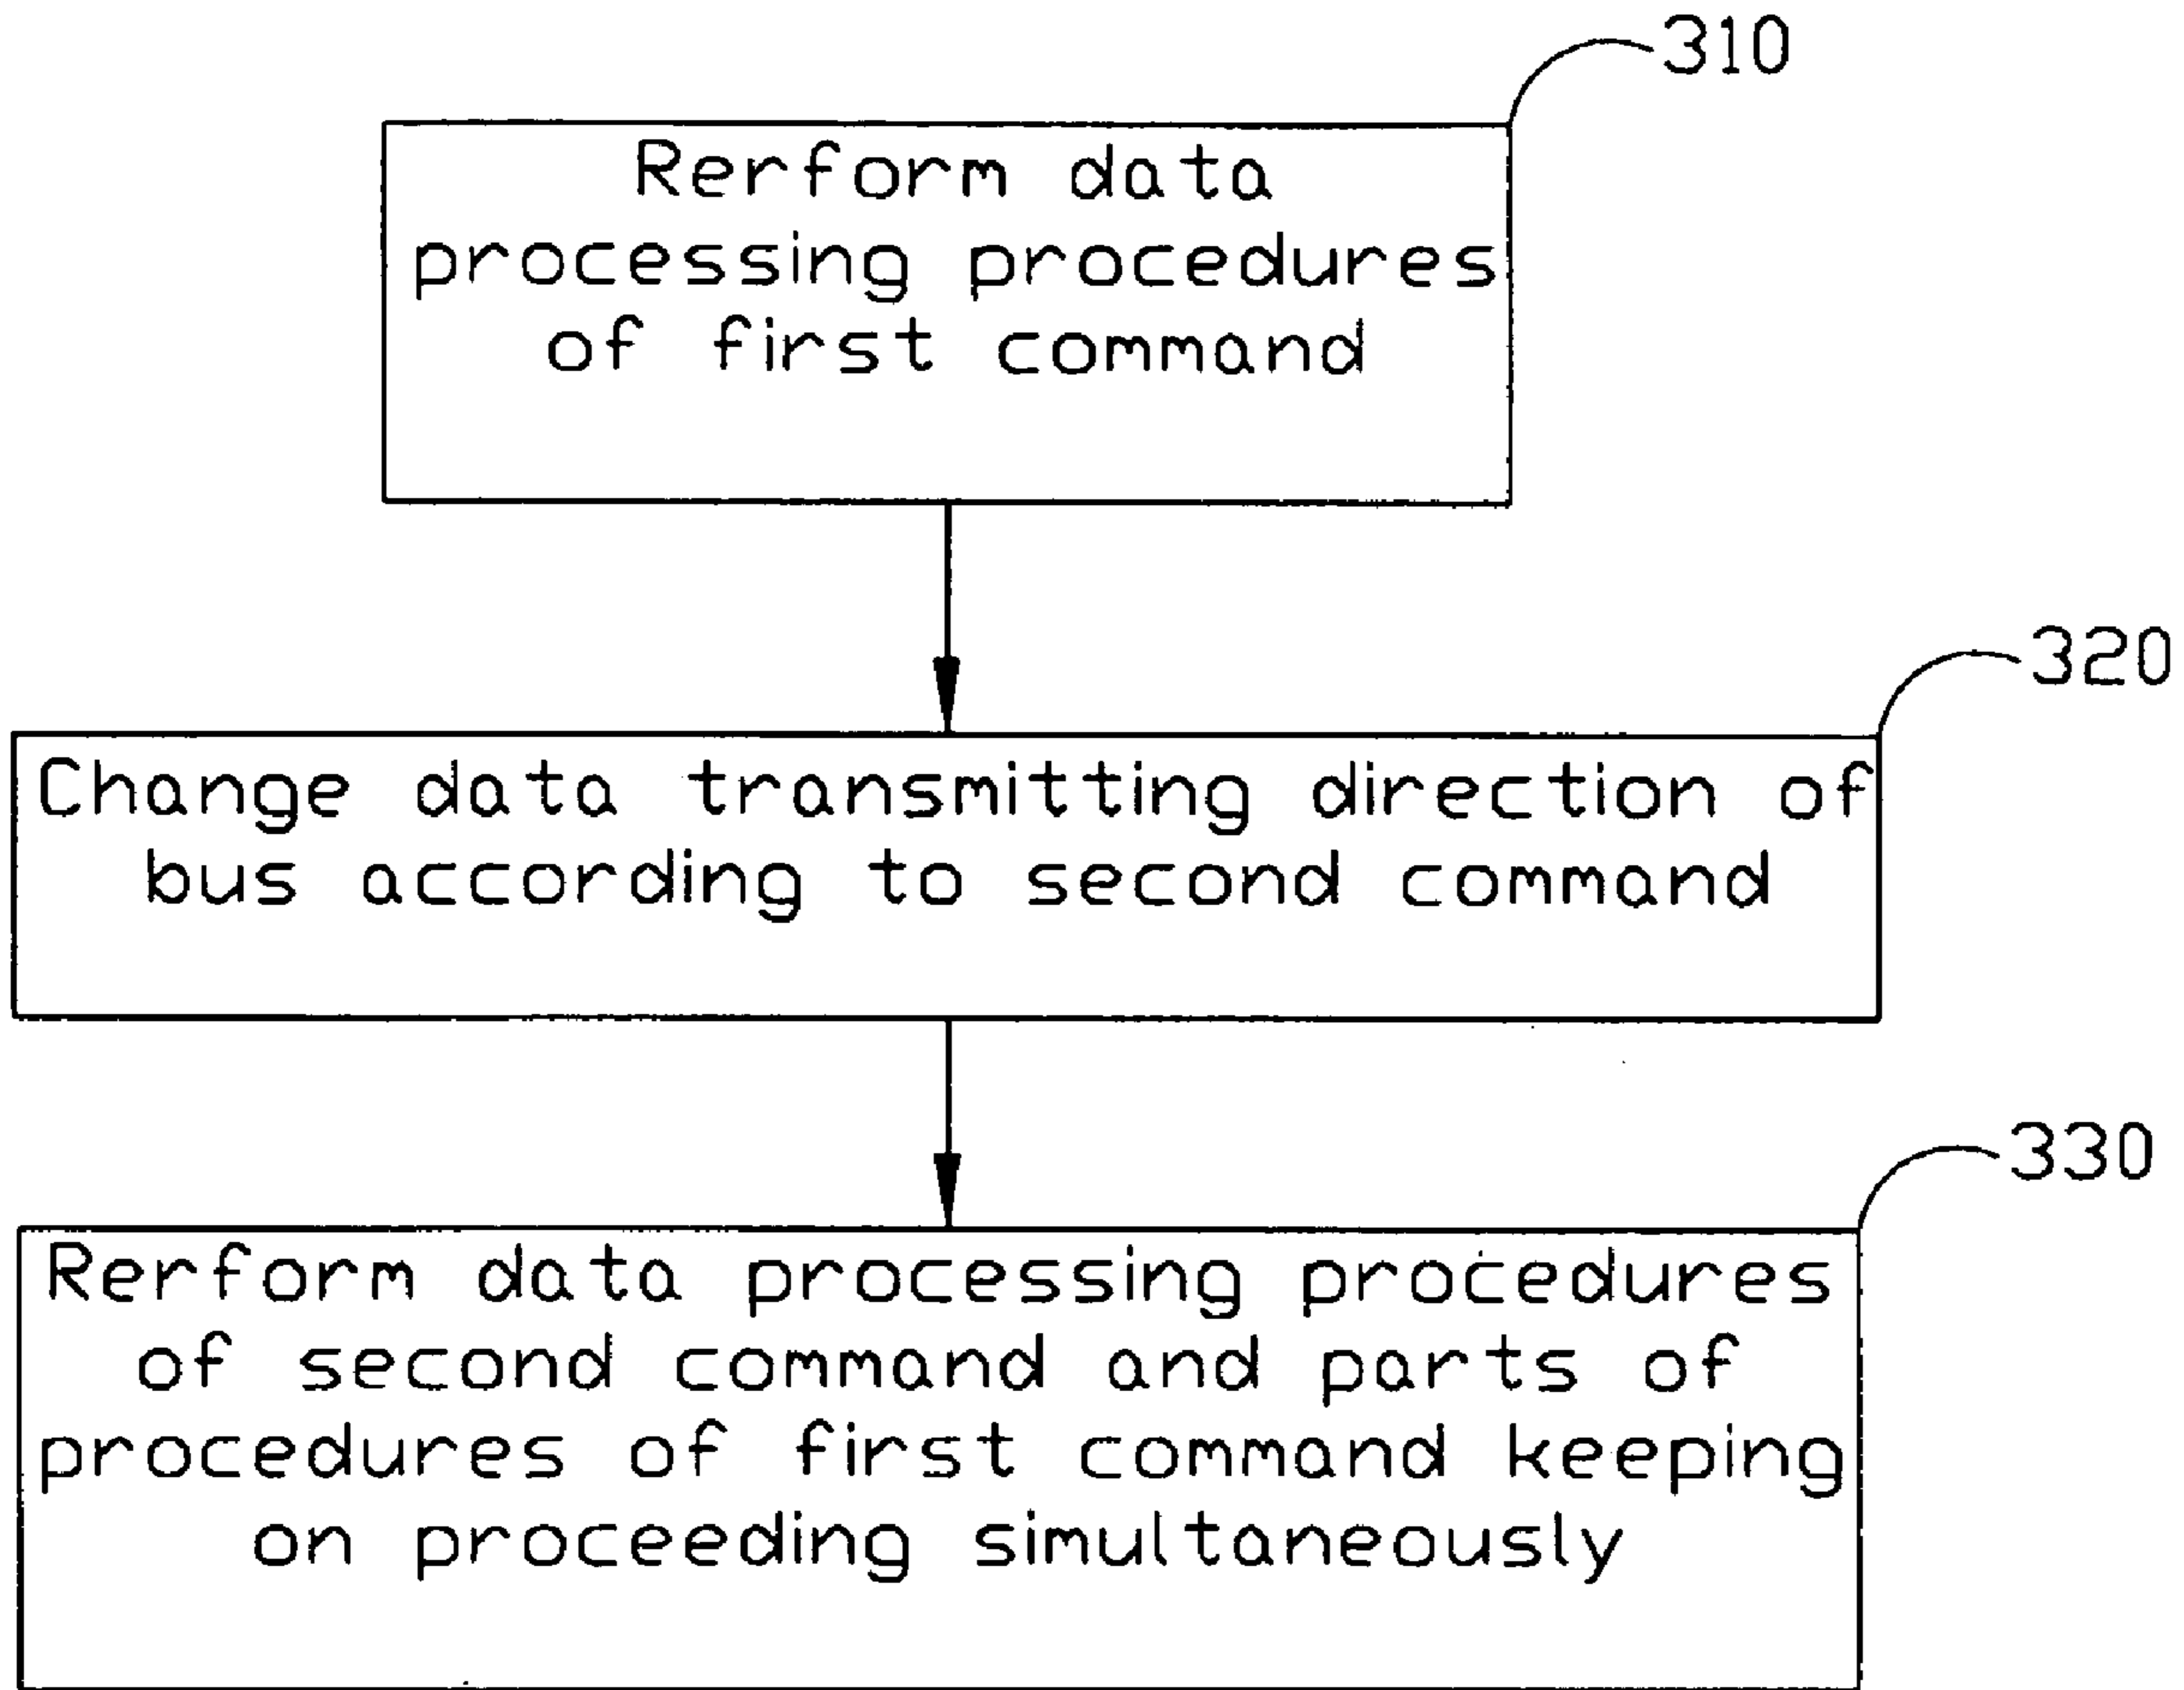 310
Rerform data
processing procedures
of first command
320
Change data transmitting direction of
bus according to second command
330
Rerform data processing procedures
of second command and parts of
procedures of first command keeping
on proceeding simultaneously